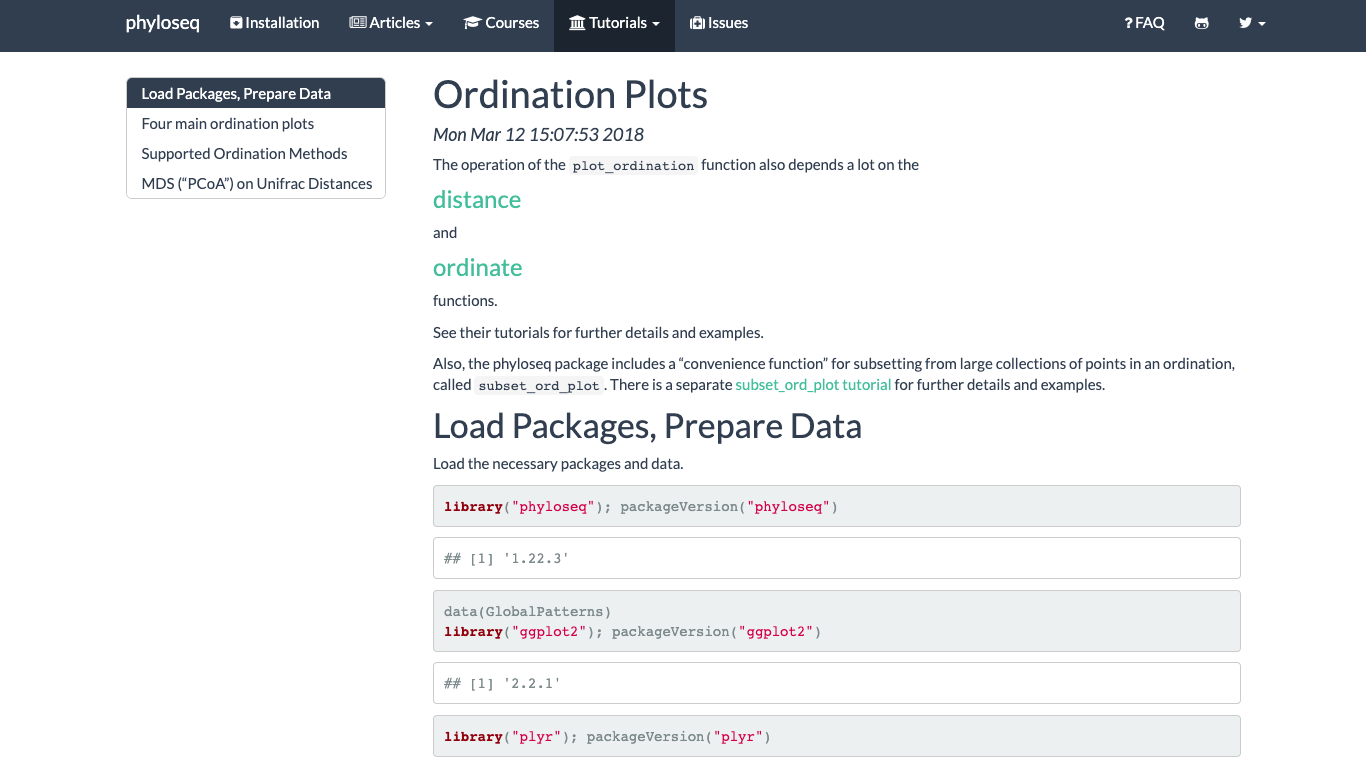 phyloseq Installation Articles Courses Tutorials Issues ? FAQ
Load Packages, Prepare Data
Four main ordination plots
Supported Ordination Methods
MDS (“PCoA”) on Unifrac Distances
Ordination Plots
Mon Mar 12 15:07:53 2018
The operation of the plot_ordination function also depends a lot on the
distance
and
ordinate
functions.
See their tutorials for further details and examples.
Also, the phyloseq package includes a “convenience function” for subsetting from large collections of points in an ordination,
called subset_ord_plot. There is a separate subset_ord_plot tutorial for further details and examples.
Load Packages, Prepare Data
Load the necessary packages and data.
library("phyloseq"); packageVersion("phyloseq")
## [1] '1.22.3'
data(GlobalPatterns)
library("ggplot2"); packageVersion("ggplot2")
## [1] '2.2.1'
library("plyr"); packageVersion("plyr")